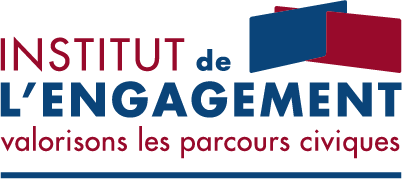 INSTITUT de
L'ENGAGEMENT
valorisons les parcours civiques